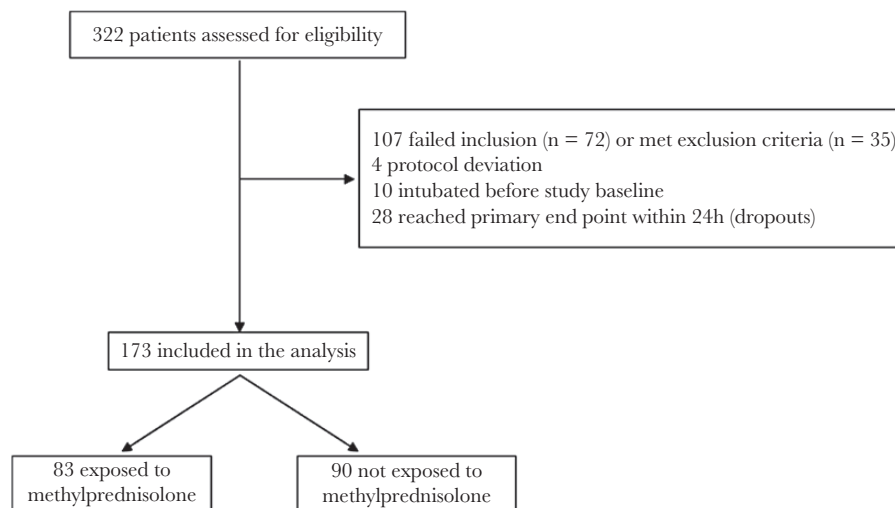 322 patients assessed for eligibility
107 failed inclusion (n = 72) or met exclusion criteria (n = 35)
4 protocol deviation
10 intubated before study baseline
28 reached primary end point within 24h (dropouts)
173 included in the analysis
83 exposed to
methylprednisolone
90 not exposed to
methylprednisolone